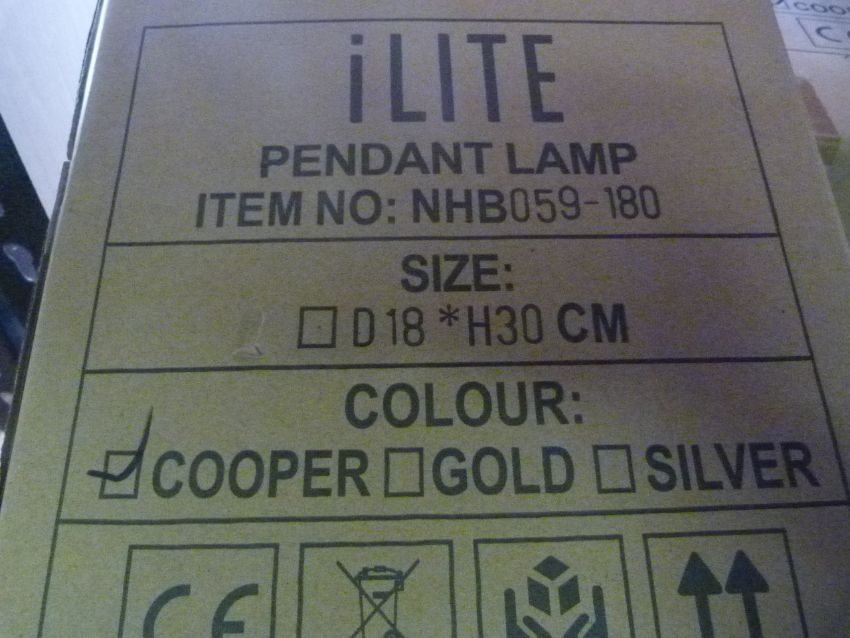 iLITE
PENDANT LAMP
ITEM NO: NHB059-180
SIZE:
D18*H30 CM
COLOUR:
COOPER GOLD SILVER
CE